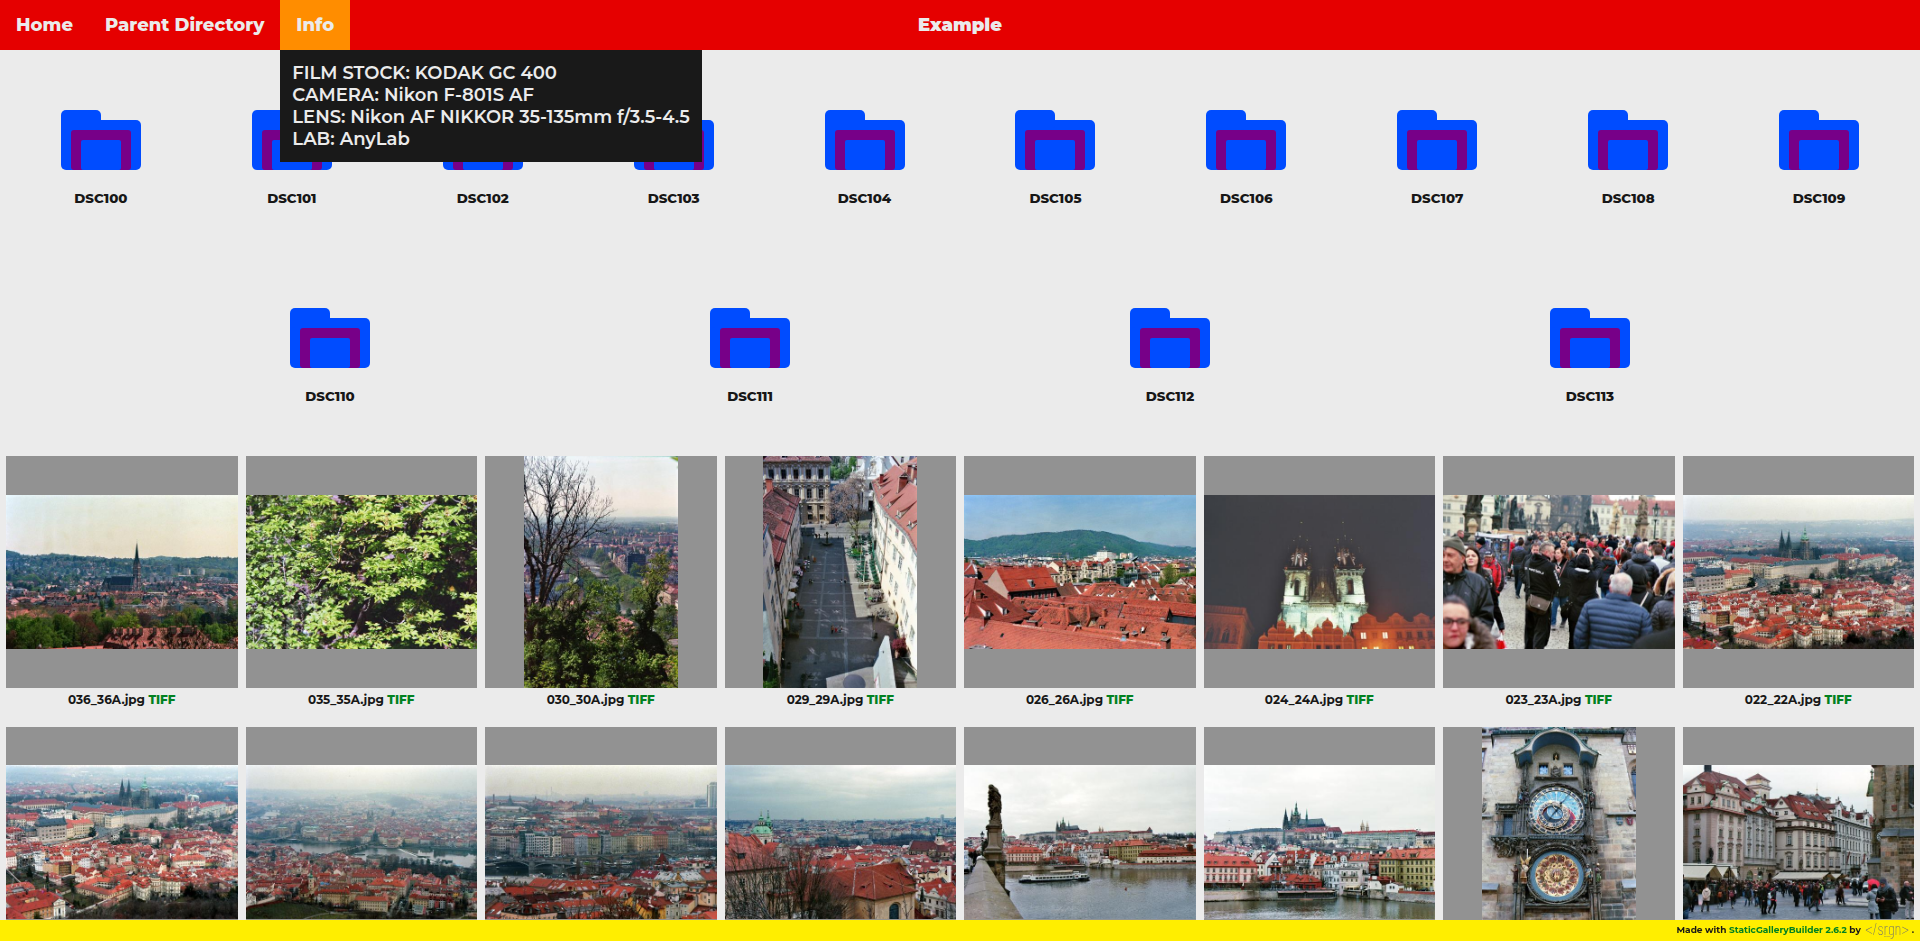 Home Parent Directory Info Example
FILM STOCK: KODAK GC 400
CAMERA: Nikon F-801S AF
LENS: Nikon AF NIKKOR 35-135mm f/3.5-4.5
LAB: AnyLab
DSC100 DSC101 DSC102 DSC103 DSC104 DSC105 DSC106 DSC107 DSC108 DSC109
DSC110 DSC111 DSC112 DSC113
036_36A.jpg TIFF 035_35A.jpg TIFF 030_30A.jpg TIFF 029_29A.jpg TIFF 026_26A.jpg TIFF 024_24A.jpg TIFF 023_23A.jpg TIFF 022_22A.jpg TIFF
Made with StaticGalleryBuilder 2.6.2 by </srgn> .